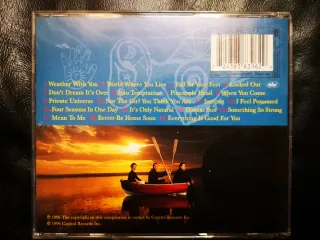 Weather With You World Where You Live Fall At Your Feet Locked Out
Don't Dream It's Over Into Temptation Pineapple Head When You Come
Private Universe Not The Girl You Think You Are Instinct I Feel Possessed
Four Seasons In One Day It's Only Natural Distant Sun Something So Strong
Mean To Me Better Be Home Soon Everything Is Good For You
℗ 1996 The copyright in this compilation is owned by Capitol Records Inc.
© 1996 Capitol Records Inc.